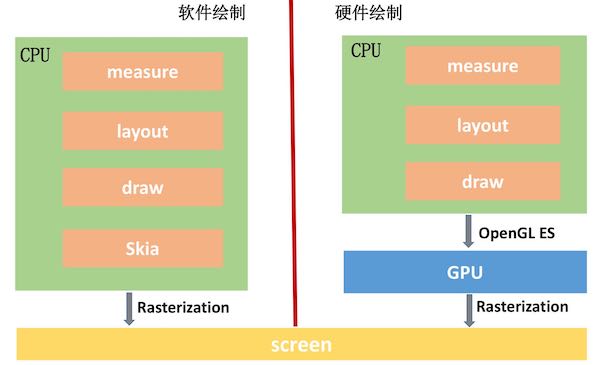 软件绘制
CPU
measure
layout
draw
Skia
Rasterization
硬件绘制
CPU
measure
layout
draw
OpenGL ES
GPU
Rasterization
screen